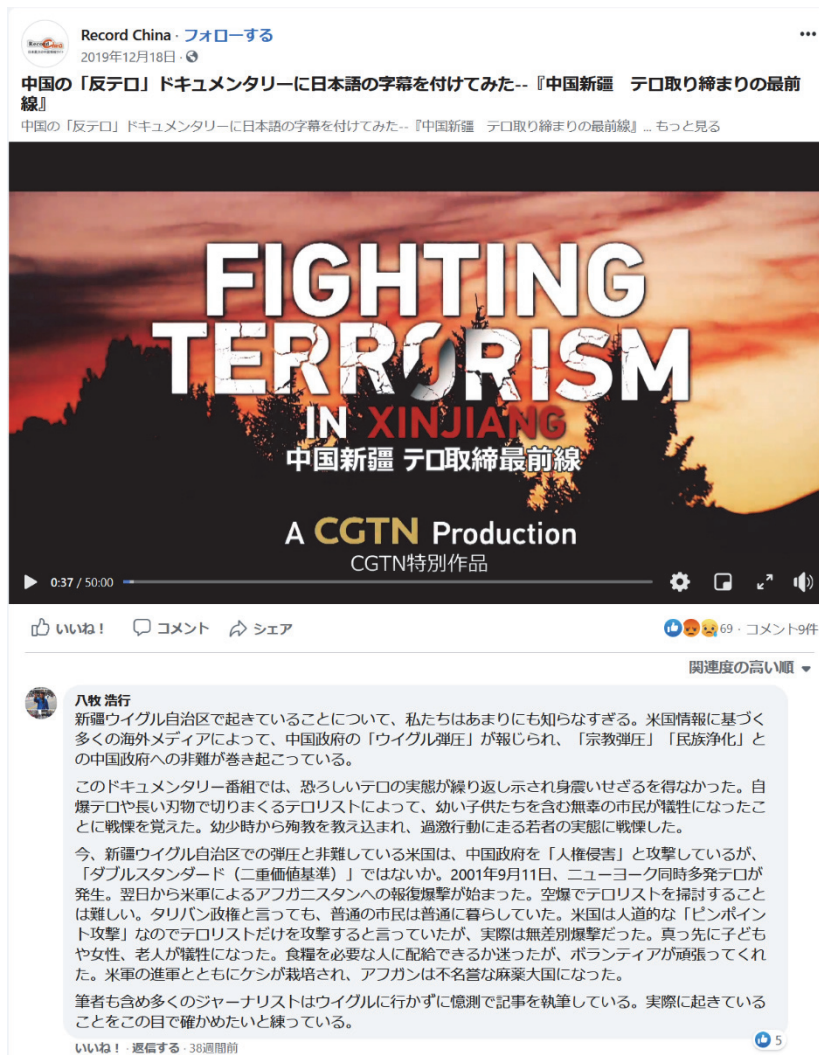 Record China · フォローする
2019年12月18日 ·
中国の「反テロ」ドキュメンタリーに日本語の字幕を付けてみた--『中国新疆　テロ取り締まりの最前
線』
中国の「反テロ」ドキュメンタリーに日本語の字幕を付けてみた--『中国新疆　テロ取り締まりの最前線』... もっと見る
FIGHTING
TERRORISM
IN XINJIANG
中国新疆 テロ取締最前線
A CGTN Production
CGTN特別作品
0:37 / 50:00
いいね！ コメント シェア 69 · コメント9件
関連度の高い順
八牧 浩行
新疆ウイグル自治区で起きていることについて、私たちはあまりにも知らなすぎる。米国情報に基づく
多くの海外メディアによって、中国政府の「ウイグル弾圧」が報じられ、「宗教弾圧」「民族浄化」と
の中国政府への非難が巻き起こっている。
このドキュメンタリー番組では、恐ろしいテロの実態が繰り返し示され身震いせざるを得なかった。自
爆テロや長い刃物で切りまくるテロリストによって、幼い子供たちを含む無辜の市民が犠牲になったこ
とに戦慄を覚えた。幼少時から殉教を教え込まれ、過激行動に走る若者の実態に戦慄した。
今、新疆ウイグル自治区での弾圧と非難している米国は、中国政府を「人権侵害」と攻撃しているが、
「ダブルスタンダード（二重価値基準）」ではないか。2001年9月11日、ニューヨーク同時多発テロが
発生。翌日から米軍によるアフガニスタンへの報復爆撃が始まった。空爆でテロリストを掃討すること
は難しい。タリバン政権と言っても、普通の市民は普通に暮らしていた。米国は人道的な「ピンポイン
ト攻撃」なのでテロリストだけを攻撃すると言っていたが、実際は無差別爆撃だった。真っ先に子ども
や女性、老人が犠牲になった。食糧を必要な人に配給できるか迷ったが、ボランティアが頑張ってくれ
た。米軍の進軍とともにケシが栽培され、アフガンは不名誉な麻薬大国になった。
筆者も含め多くのジャーナリストはウイグルに行かずに憶測で記事を執筆している。実際に起きている
ことをこの目で確かめたいと練っている。
いいね！ · 返信する · 38週間前 5